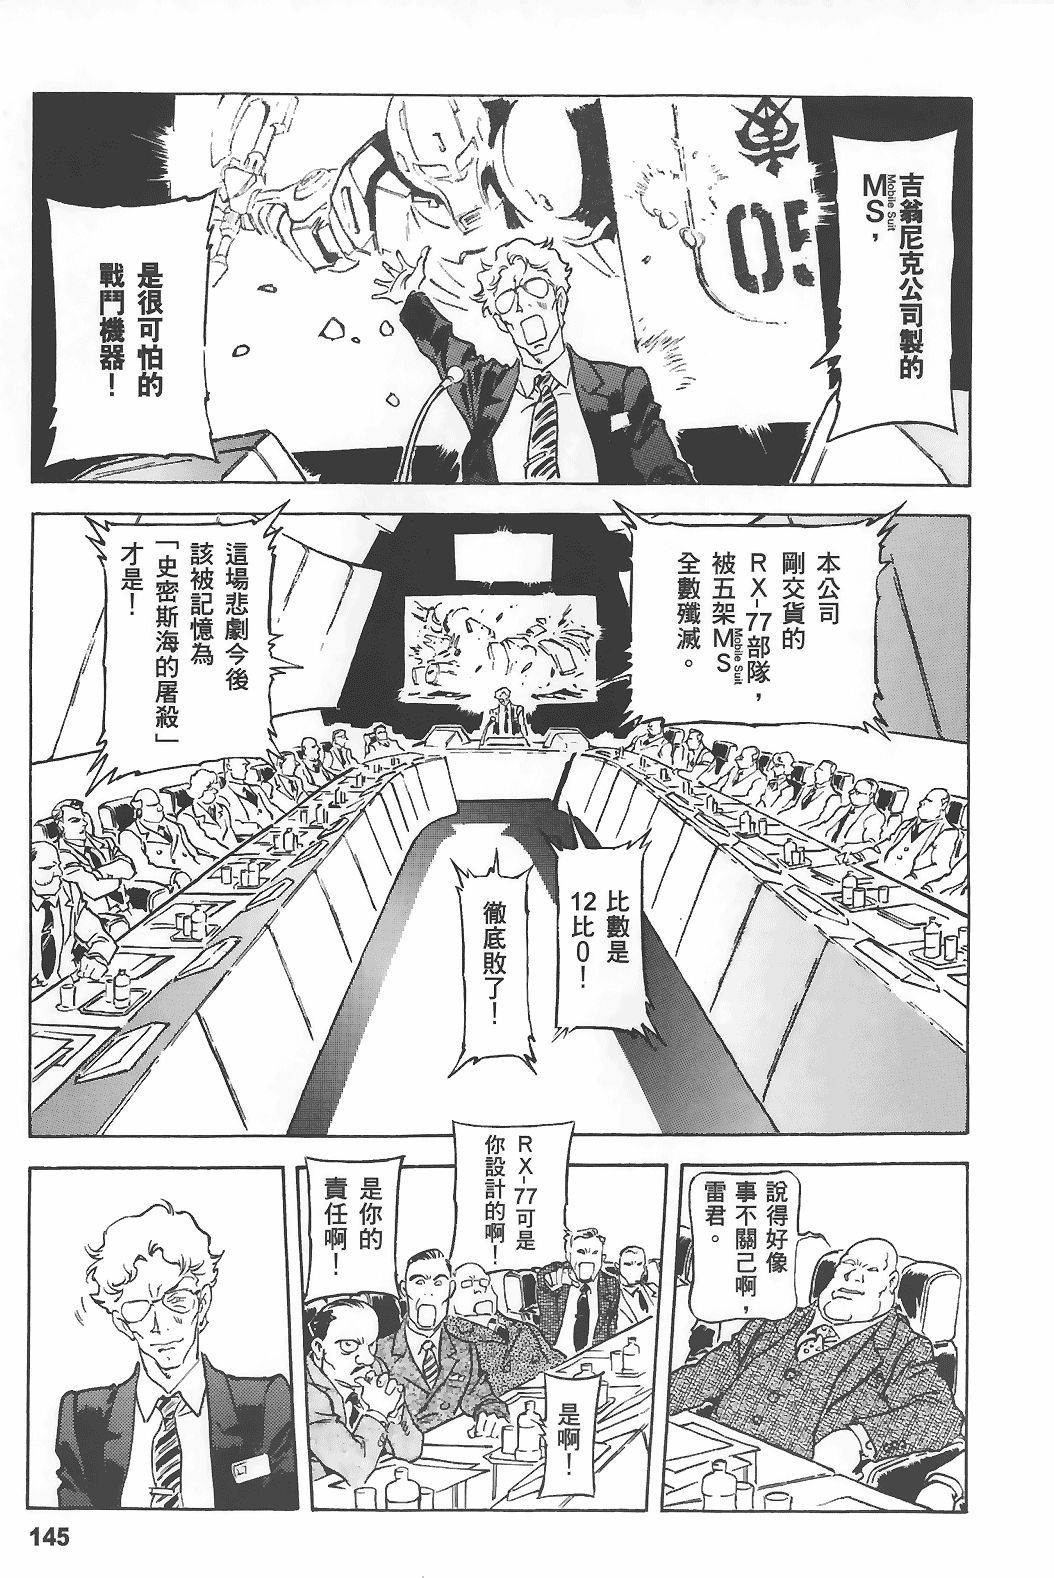 吉翁尼克公司製的
MS，
Mobile Suit
05
是很可怕的
戰鬥機器！
本公司
剛交貨的
RX-77部隊，
被五架MS
Mobile Suit
全數殲滅。
這場悲劇今後
該被記憶為
「史密斯海的屠殺」
才是！
比數是
12比0！
徹底敗了！
說得好像
事不關己啊，
雷君。
RX-77可是
你設計的啊！
是啊！
是你的
責任啊！
145